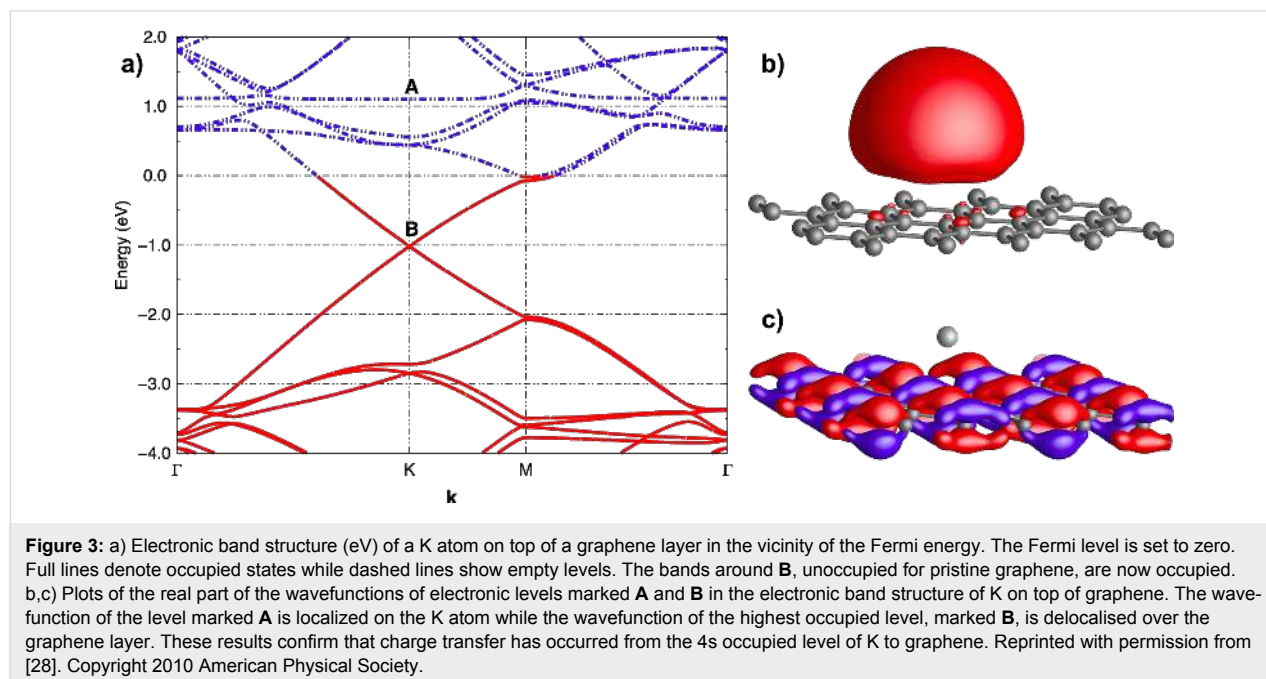 a)
b)
c)
2.0
1.0
0.0
−1.0
−2.0
−3.0
−4.0
Energy (eV)
A
B
Γ K M Γ
k
Figure 3: a) Electronic band structure (eV) of a K atom on top of a graphene layer in the vicinity of the Fermi energy. The Fermi level is set to zero.
Full lines denote occupied states while dashed lines show empty levels. The bands around B, unoccupied for pristine graphene, are now occupied.
b,c) Plots of the real part of the wavefunctions of electronic levels marked A and B in the electronic band structure of K on top of graphene. The wave-
function of the level marked A is localized on the K atom while the wavefunction of the highest occupied level, marked B, is delocalised over the
graphene layer. These results confirm that charge transfer has occurred from the 4s occupied level of K to graphene. Reprinted with permission from
[28]. Copyright 2010 American Physical Society.